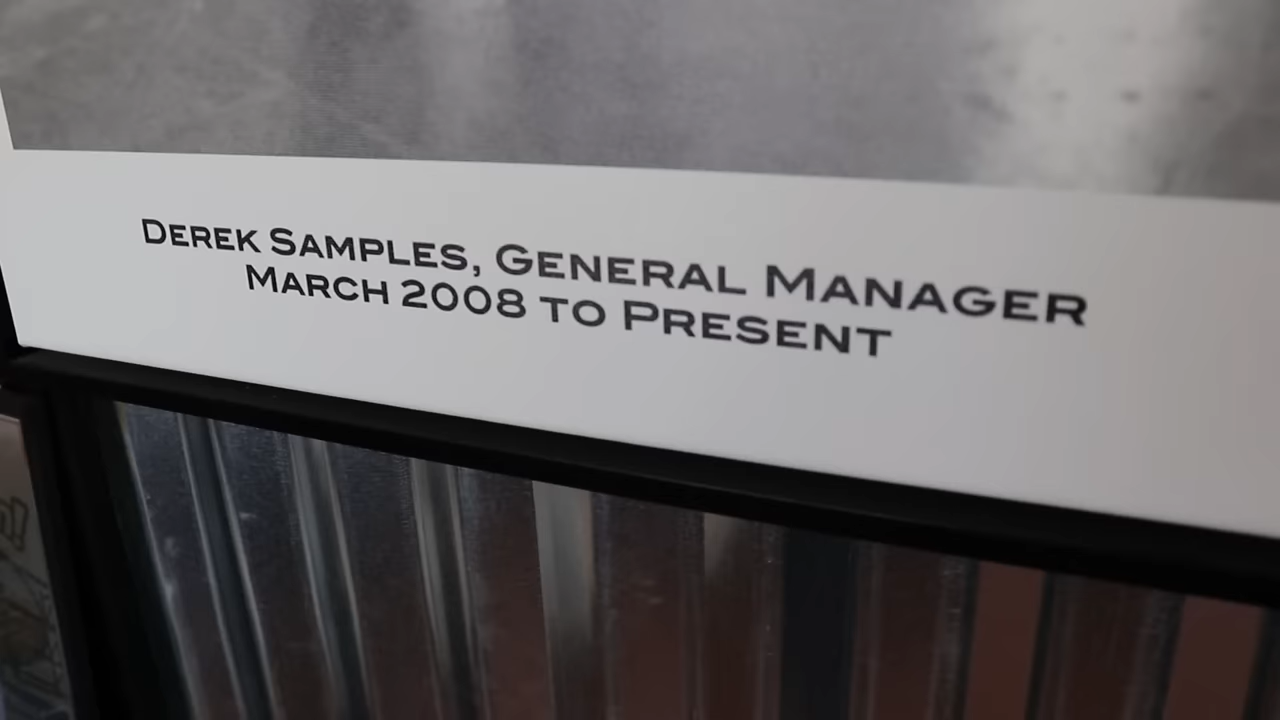 Derek Samples, General Manager
March 2008 to Present